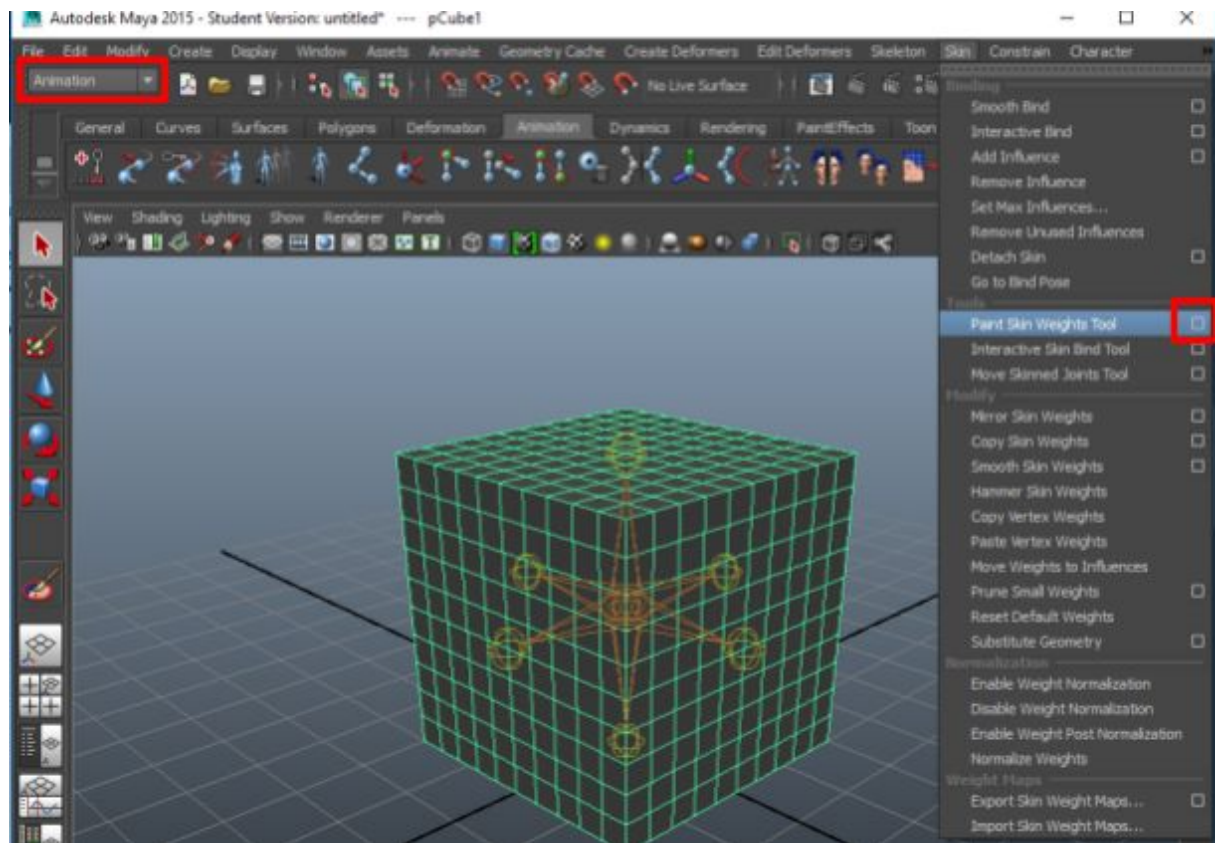 Autodesk Maya 2015 - Student Version: untitled* --- pCube1
File Edit Modify Create Display Window Assets Animate Geometry Cache Create Deformers Edit Deformers Skeleton Skin Constrain Character
Animation No Live Surface
General Curves Surfaces Polygons Deformation Animation Dynamics Rendering PaintEffects Toon
View Shading Lighting Show Renderer Panels
Binding
Smooth Bind
Interactive Bind
Add Influence
Remove Influence
Set Max Influences...
Remove Unused Influences
Detach Skin
Go to Bind Pose
Tools
Paint Skin Weights Tool
Interactive Skin Bind Tool
Move Skinned Joints Tool
Modify
Mirror Skin Weights
Copy Skin Weights
Smooth Skin Weights
Hammer Skin Weights
Copy Vertex Weights
Paste Vertex Weights
Move Weights to Influences
Prune Small Weights
Reset Default Weights
Substitute Geometry
Normalization
Enable Weight Normalization
Disable Weight Normalization
Enable Weight Post Normalization
Normalize Weights
Weight Maps
Export Skin Weight Maps...
Import Skin Weight Maps...